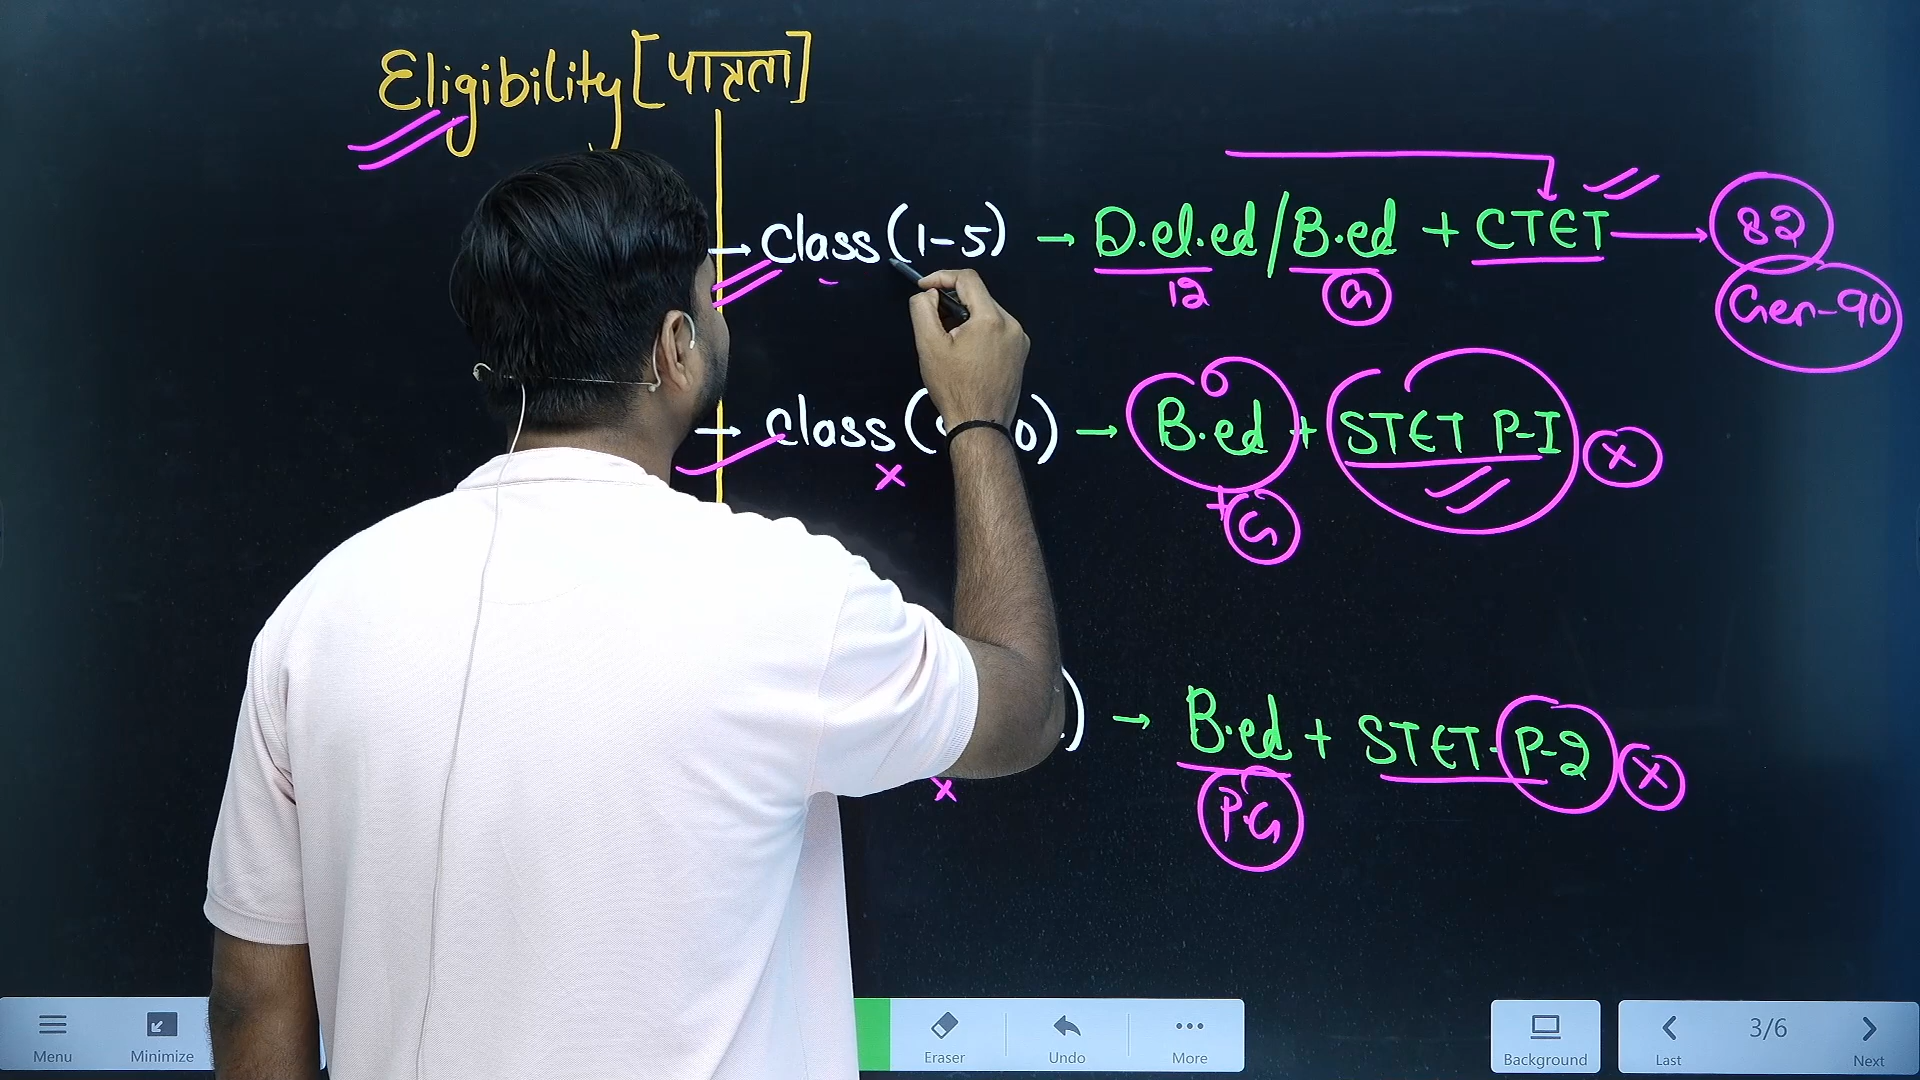 Eligibility [पात्रता]
→ Class (1-5) → D.el.ed / B.ed + CTET → 82
12 G Gen-90
→ Class ( 0) → B.ed + STET P-I X
X + G
) → B.ed + STET. P-2 X
X P.G
Menu Minimize Eraser Undo More Background Last 3/6 Next